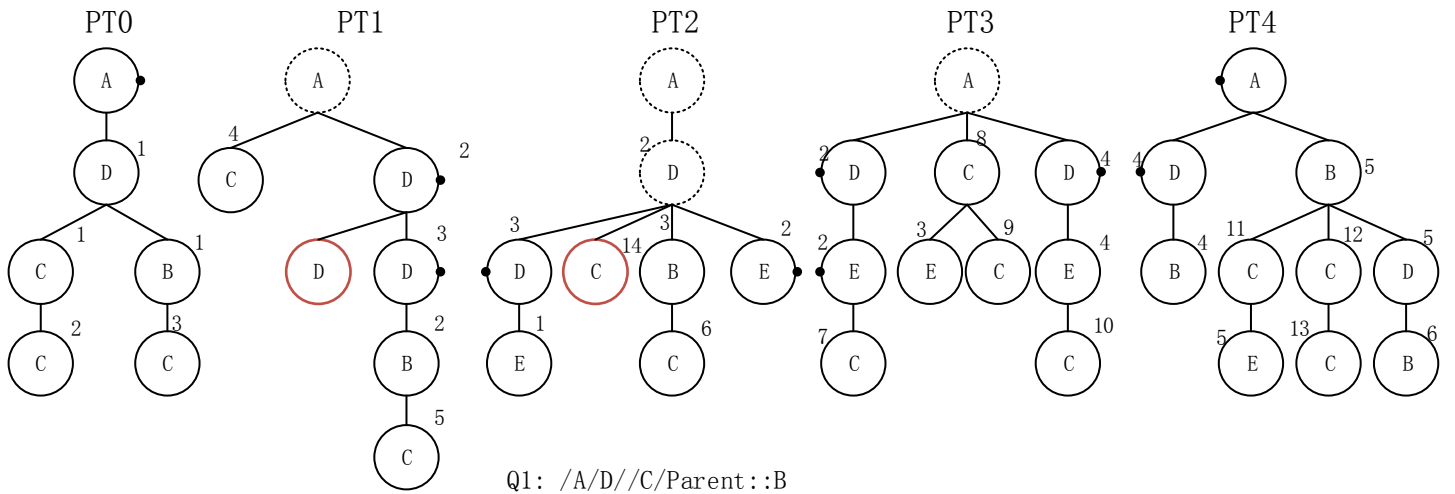 PT0 PT1 PT2 PT3 PT4
A A A A A
1 4 2 2 2 8 4 4 5
D C D D D C D D B
1 1 3 3 14 3 2 2 3 9 4 4 11 12 5
C B D D D C B E E E C E B C C D
2 3 2 1 6 7 10 5 13 6
C C B E C C C E C B
5
C
Q1: /A/D//C/Parent::B